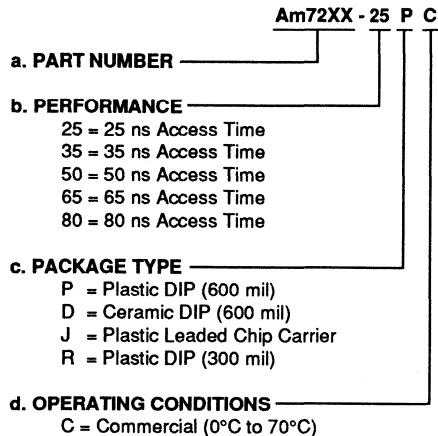 Am72XX - 25 P C
a. PART NUMBER
b. PERFORMANCE
25 = 25 ns Access Time
35 = 35 ns Access Time
50 = 50 ns Access Time
65 = 65 ns Access Time
80 = 80 ns Access Time
c. PACKAGE TYPE
P = Plastic DIP (600 mil)
D = Ceramic DIP (600 mil)
J = Plastic Leaded Chip Carrier
R = Plastic DIP (300 mil)
d. OPERATING CONDITIONS
C = Commercial (0°C to 70°C)